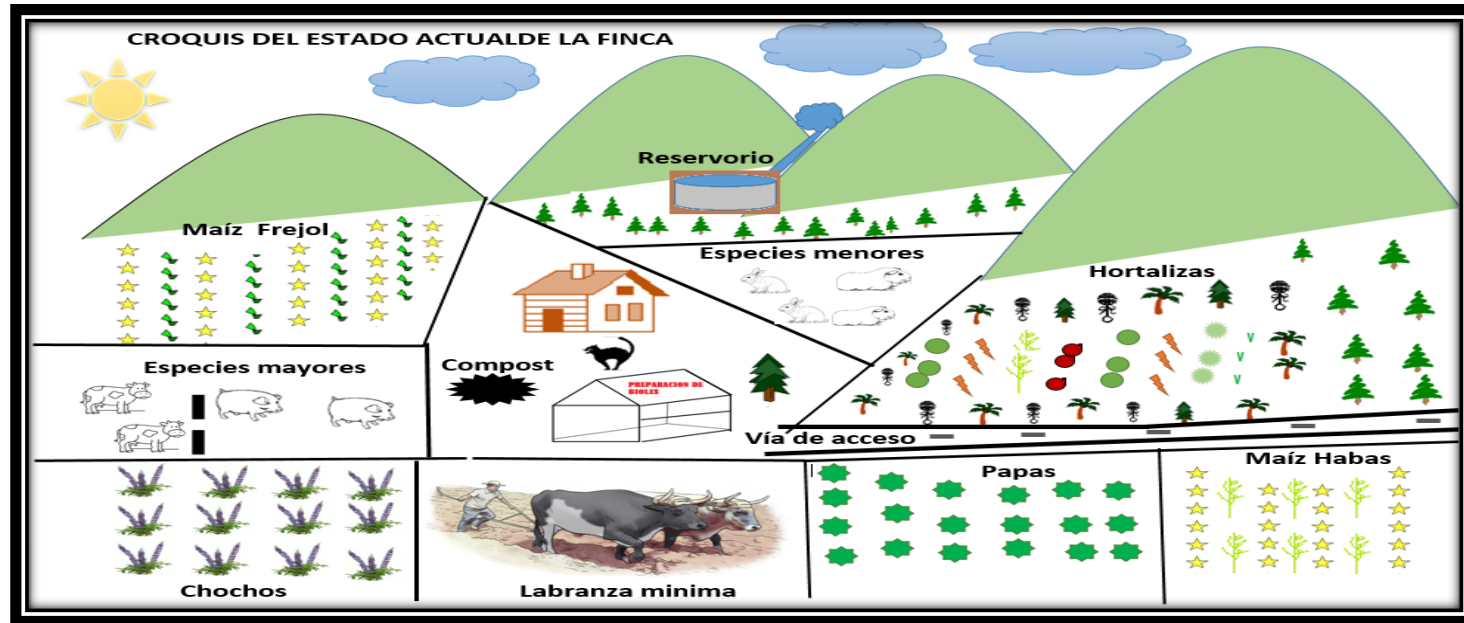 CROQUIS DEL ESTADO ACTUALDE LA FINCA
Reservorio
Maíz Frejol
Especies menores
Hortalizas
Especies mayores
Compost
PREPARACION DE
BIOLES
Vía de acceso
Chochos
Labranza minima
Papas
Maíz Habas
v
v
v